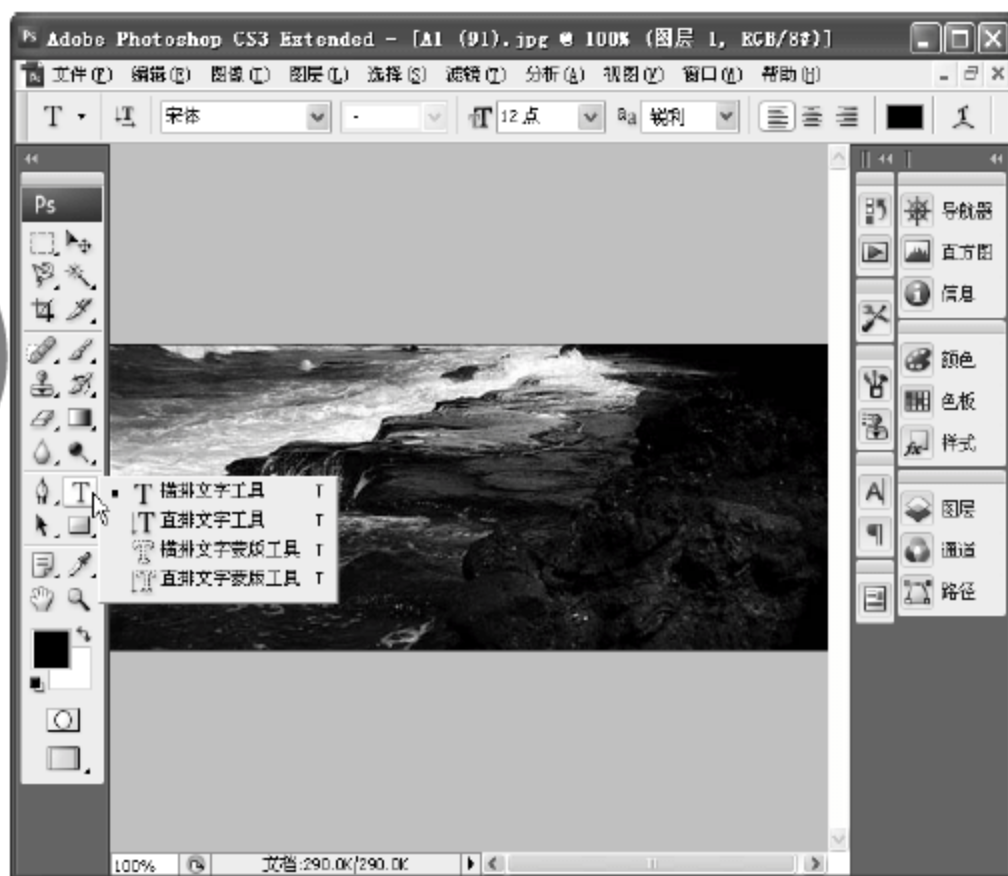 Ps Adobe Photoshop CS3 Extended - [A1 (91).jpg @ 100% (图层 1, RGB/8#)]
文件(F) 编辑(E) 图像(I) 图层(L) 选择(S) 滤镜(T) 分析(A) 视图(V) 窗口(W) 帮助(H)
T 宋体 - 12 点 aa 锐利
Ps
导航器
直方图
信息
颜色
色板
样式
图层
通道
路径
T 横排文字工具 T
T 直排文字工具 T
横排文字蒙版工具 T
直排文字蒙版工具 T
100% 文档:290.0K/290.0K